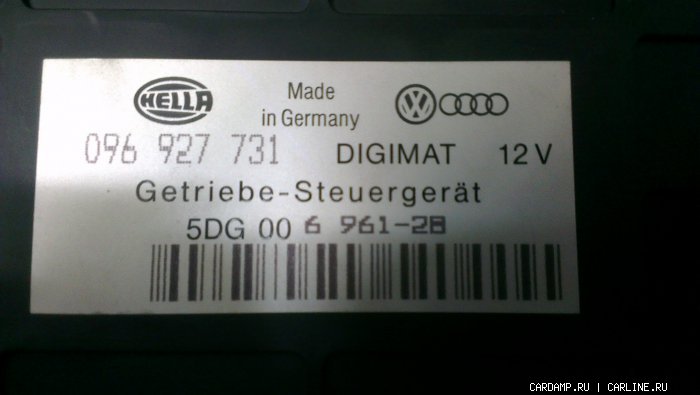 HELLA
Made
in Germany
096 927 731 DIGIMAT 12 V
Getriebe-Steuergerät
5DG 00 6 961-28
CARDAMP.RU | CARLINE.RU